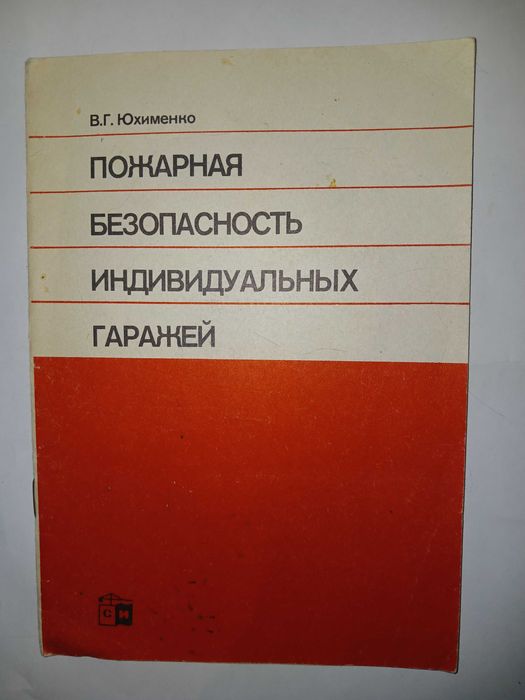 В.Г. Юхименко
ПОЖАРНАЯ
БЕЗОПАСНОСТЬ
ИНДИВИДУАЛЬНЫХ
ГАРАЖЕЙ
С И